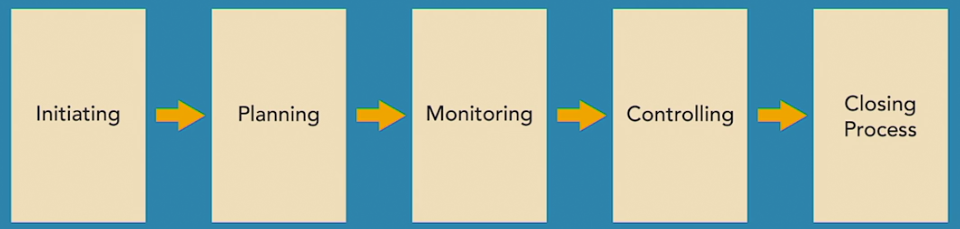 Initiating
Planning
Monitoring
Controlling
Closing
Process